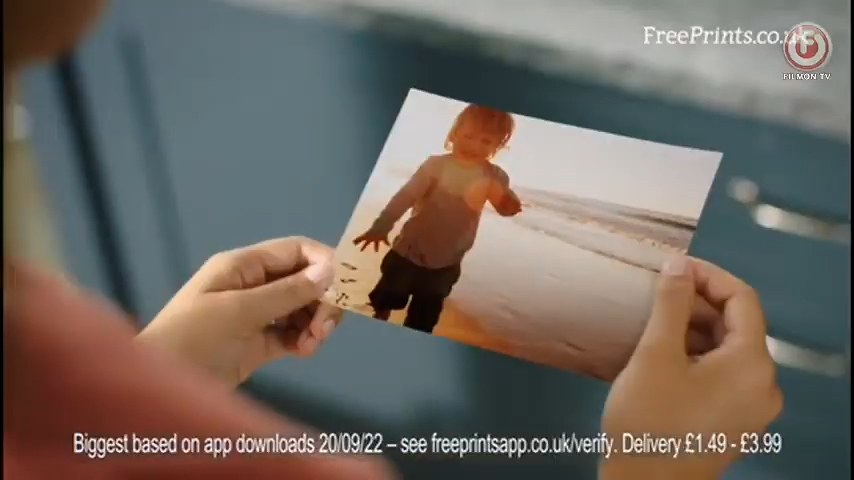 FreePrints.co.uk
FILMON TV
Biggest based on app downloads 20/09/22 – see freeprintsapp.co.uk/verify. Delivery £1.49 - £3.99